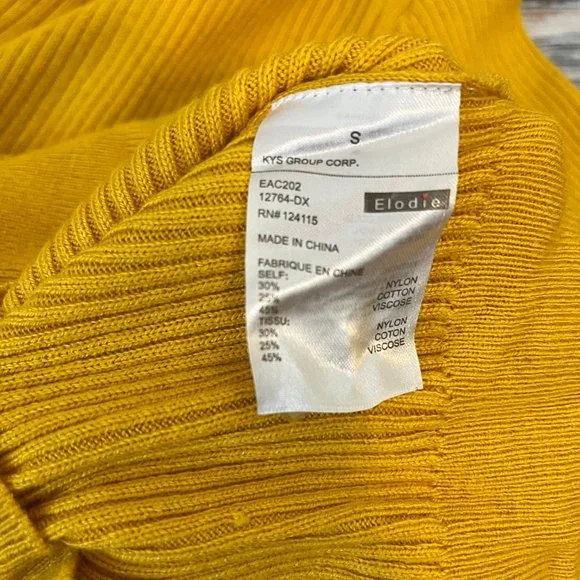 S
KYS GROUP CORP.
EAC202
12764-DX
RN# 124115
Elodie
MADE IN CHINA
FABRIQUE EN CHINE
SELF:
30% NYLON
25% COTTON
45% VISCOSE
TISSU:
30% NYLON
25% COTON
45% VISCOSE